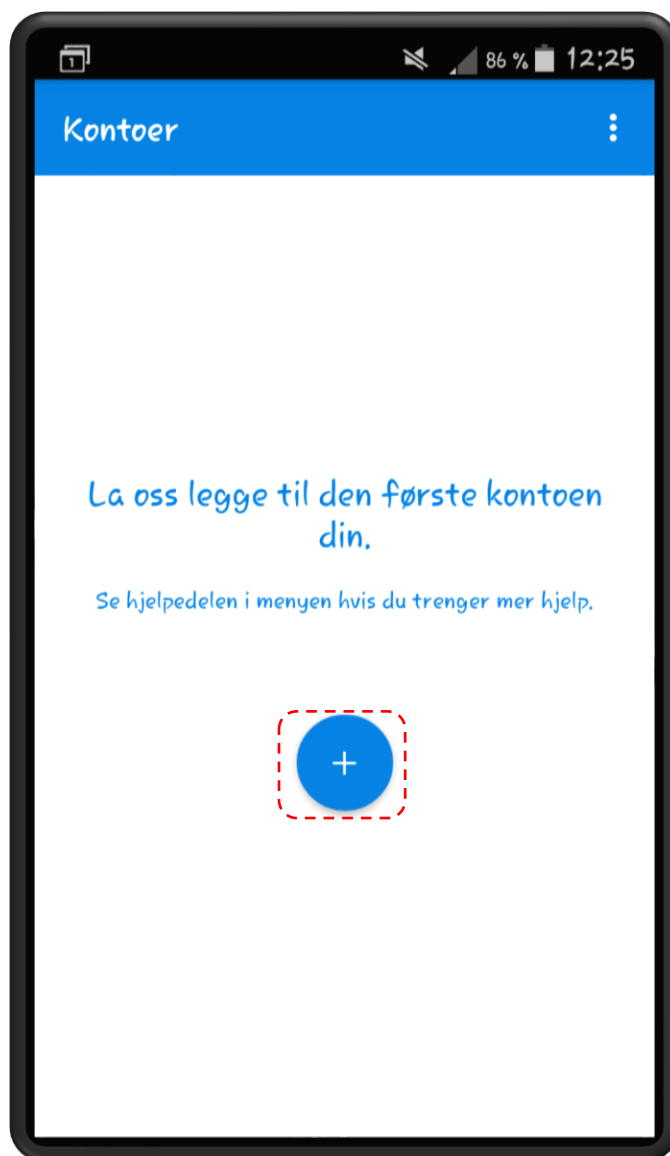 1 86 % 12:25
Kontoer
La oss legge til den første kontoen
din.
Se hjelpedelen i menyen hvis du trenger mer hjelp.